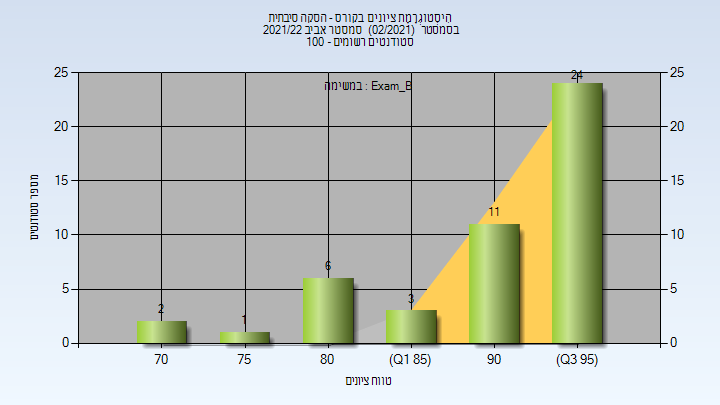 היסטוגרמת ציונים בקורס - הסקה סיבתית
בסמסטר (02/2021) סמסטר אביב 2021/22
סטודנטים רשומים - 100
במשימה : Exam_B
מספר סטודנטים
25
20
15
10
5
0
25
20
15
10
5
0
2
1
6
3
11
24
70
75
80
(Q1 85)
90
(Q3 95)
טווח ציונים